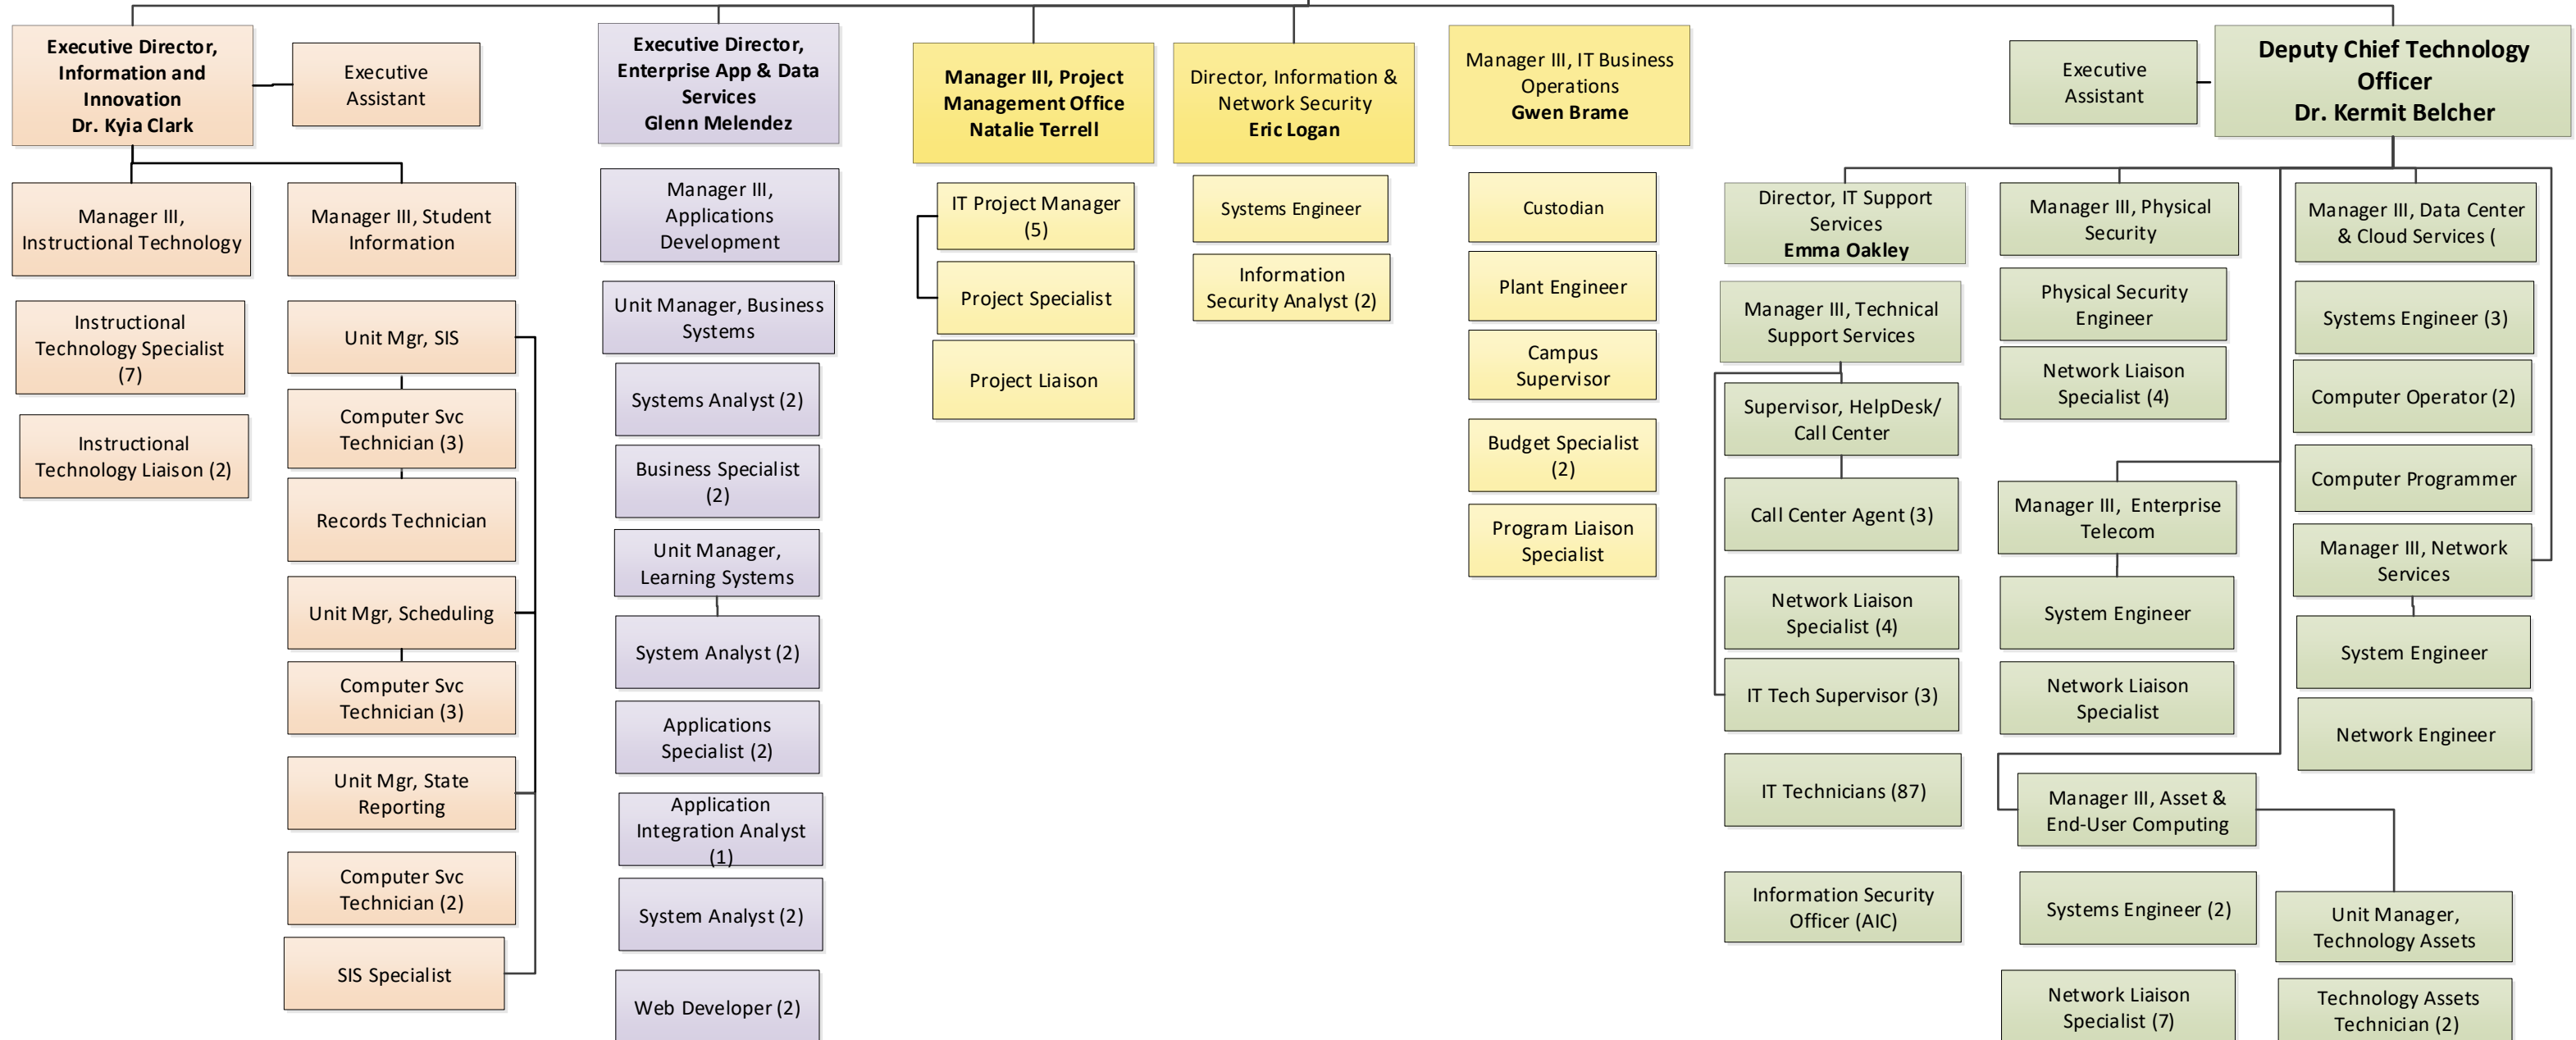 Executive Director,
Information and
Innovation
Dr. Kyia Clark
Executive
Assistant
Manager III,
Instructional Technology
Instructional
Technology Specialist
(7)
Instructional
Technology Liaison (2)
Manager III, Student
Information
Unit Mgr, SIS
Computer Svc
Technician (3)
Records Technician
Unit Mgr, Scheduling
Computer Svc
Technician (3)
Unit Mgr, State
Reporting
Computer Svc
Technician (2)
SIS Specialist
Executive Director,
Enterprise App & Data
Services
Glenn Melendez
Manager III,
Applications
Development
Unit Manager, Business
Systems
Systems Analyst (2)
Business Specialist
(2)
Unit Manager,
Learning Systems
System Analyst (2)
Applications
Specialist (2)
Application
Integration Analyst
(1)
System Analyst (2)
Web Developer (2)
Manager III, Project
Management Office
Natalie Terrell
IT Project Manager
(5)
Project Specialist
Project Liaison
Director, Information &
Network Security
Eric Logan
Systems Engineer
Information
Security Analyst (2)
Manager III, IT Business
Operations
Gwen Brame
Custodian
Plant Engineer
Campus
Supervisor
Budget Specialist
(2)
Program Liaison
Specialist
Executive
Assistant
Deputy Chief Technology
Officer
Dr. Kermit Belcher
Director, IT Support
Services
Emma Oakley
Manager III, Technical
Support Services
Supervisor, HelpDesk/
Call Center
Call Center Agent (3)
Network Liaison
Specialist (4)
IT Tech Supervisor (3)
IT Technicians (87)
Information Security
Officer (AIC)
Manager III, Physical
Security
Physical Security
Engineer
Network Liaison
Specialist (4)
Manager III, Enterprise
Telecom
System Engineer
Network Liaison
Specialist
Manager III, Asset &
End-User Computing
Systems Engineer (2)
Network Liaison
Specialist (7)
Manager III, Data Center
& Cloud Services (
Systems Engineer (3)
Computer Operator (2)
Computer Programmer
Manager III, Network
Services
System Engineer
Network Engineer
Unit Manager,
Technology Assets
Technology Assets
Technician (2)